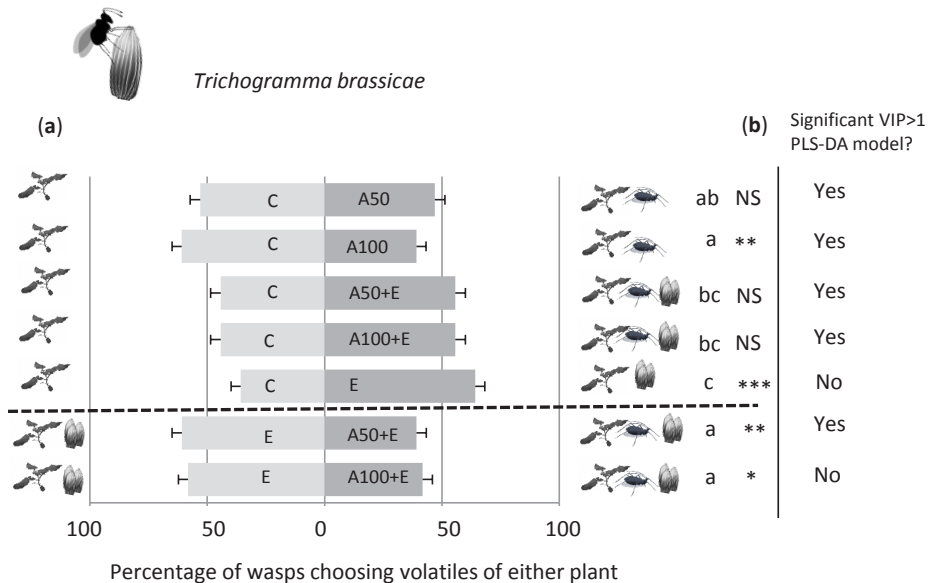 Trichogramma brassicae
(a)
(b) Significant VIP>1
PLS-DA model?
C A50 ab NS Yes
C A100 a ** Yes
C A50+E bc NS Yes
C A100+E bc NS Yes
C E c *** No
E A50+E a ** Yes
E A100+E a * No
100 50 0 50 100
Percentage of wasps choosing volatiles of either plant